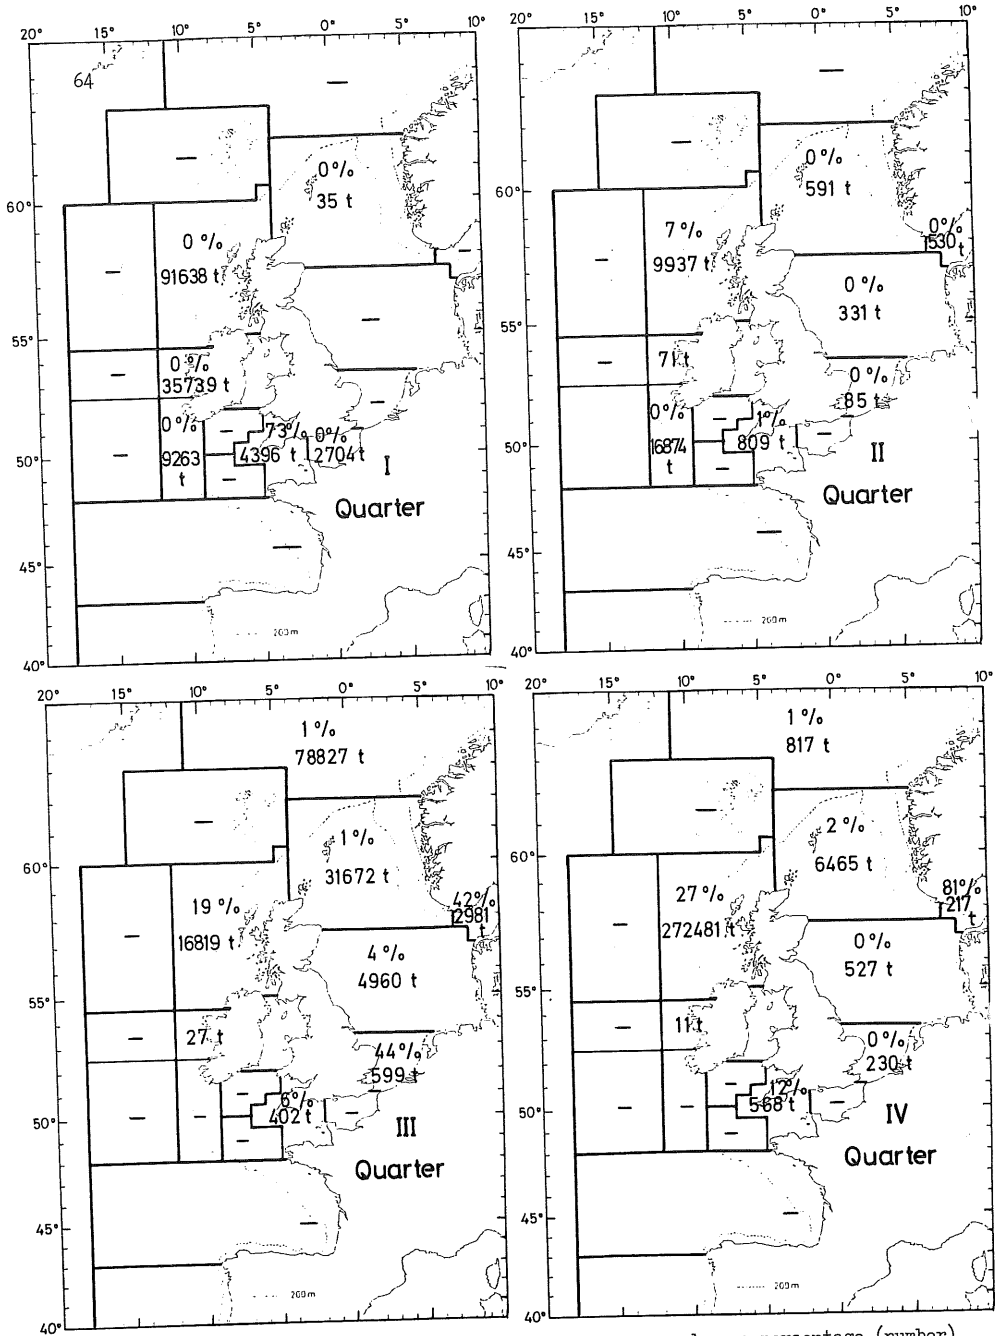 20° 15° 10° 5° 0° 5° 10°
64
0%
35 t
60°
0 %
91638 t
55°
0 %
35739 t
0 %
9263
t
73%
4396 t
0%
2704 t
50°
I
Quarter
45°
200m
40°
20° 15° 10° 5° 0° 5° 10°
0%
591 t
60°
0%
530 t
7 %
9937 t
0 %
331 t
55°
71 t
0 %
85 t
0%
16874
t
1%
809 t
50°
II
Quarter
45°
200m
40°
20° 15° 10° 5° 0° 5° 10°
1 %
78827 t
1 %
31672 t
60°
42%
2981
t
19 %
16819 t
4 %
4960 t
55°
27 t
44%
599 t
6%
402 t
50°
III
Quarter
45°
200m
40°
20° 15° 10° 5° 0° 5° 10°
1 %
817 t
2 %
6465 t
60°
81%
217
t
27 %
272481 t
0 %
527 t
55°
11 t
0 %
230 t
12%
568 t
50°
IV
Quarter
45°
200m
40°
percentage (number)